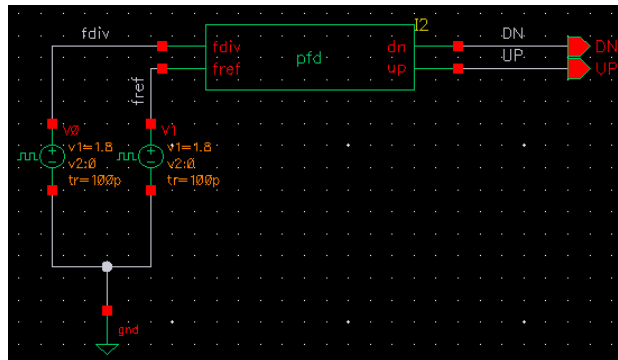 I2
fdiv
DN
fdiv
dn
DN
UP
fref
pfd
up
UP
fref
V0
V1
v1=1.8
v1=1.8
v2:0
v2:0
tr=100p
tr=100p
gnd